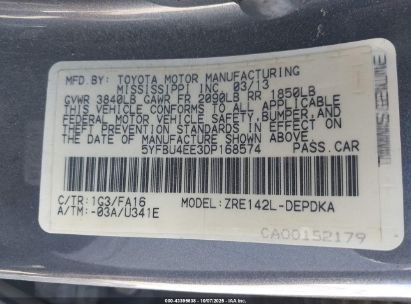 MFD.BY: TOYOTA MOTOR MANUFACTURING
MISSISSIPPI INC. 03/13
GVWR 3840LB GAWR FR 2090LB RR 1850LB
THIS VEHICLE CONFORMS TO ALL APPLICABLE
FEDERAL MOTOR VEHICLE SAFETY,BUMPER,AND
THEFT PREVENTION STANDARDS IN EFFECT
ON THE DATE OF MANUFACTURE SHOWN ABOVE.
5YFBU4EE3DP168574 PASS.CAR
C/TR:1G3/FA16 MODEL:ZRE142L-DEPDKA
A/TM:-03A/U341E
CA00152179
GENUINE